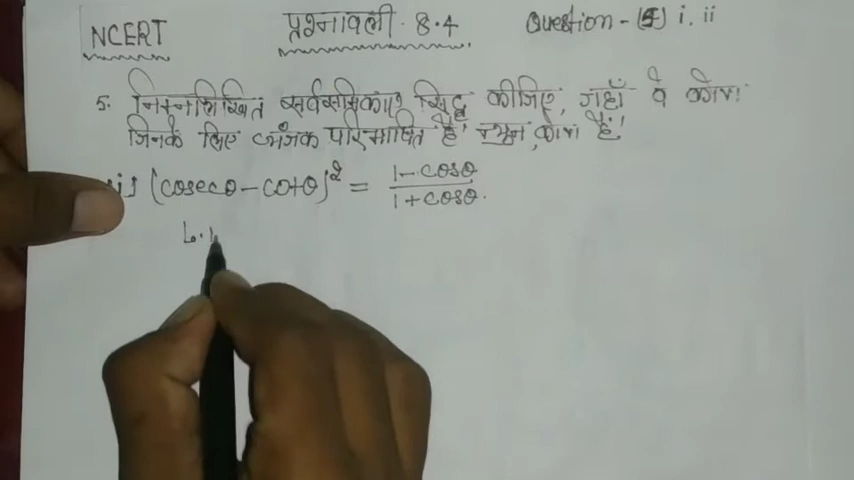 NCERT प्रश्नावली 8.4 Question-(5) i. ii
5. निम्नलिखित सर्वसमिकाएँ सिद्ध कीजिए, जहाँ वे कोण
जिनके लिए व्यंजक परिभाषित है। न्यून कोण है।
(cosecθ - cotθ)² = 1-cosθ / 1+cosθ.
L.